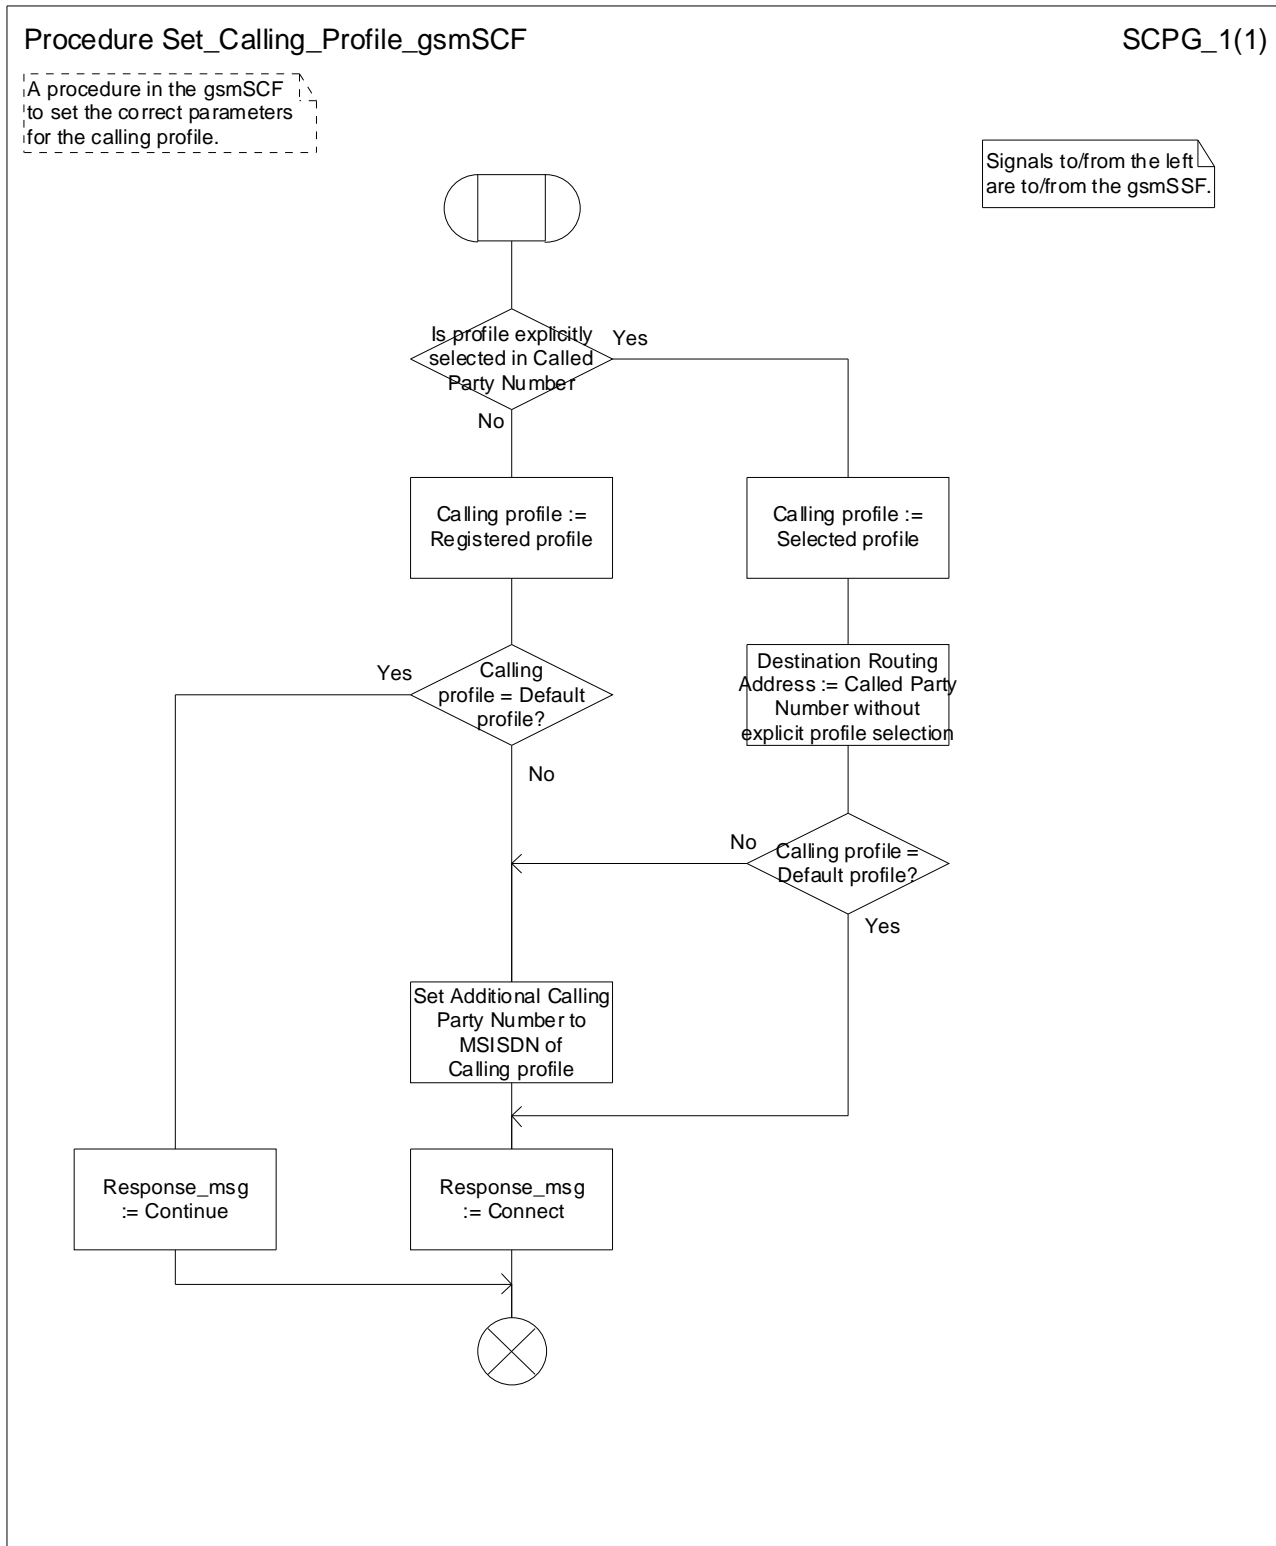 Procedure Set_Calling_Profile_gsmSCF
SCPG_1(1)
A procedure in the gsmSCF
to set the correct parameters
for the calling profile.
Signals to/from the left
are to/from the gsmSSF.
Is profile explicitly
selected in Called
Party Number
Yes
No
Calling profile :=
Registered profile
Calling profile :=
Selected profile
Yes
Calling
profile = Default
profile?
No
Destination Routing
Address := Called Party
Number without
explicit profile selection
No
Calling profile =
Default profile?
Yes
Set Additional Calling
Party Number to
MSISDN of
Calling profile
Response_msg
:= Continue
Response_msg
:= Connect